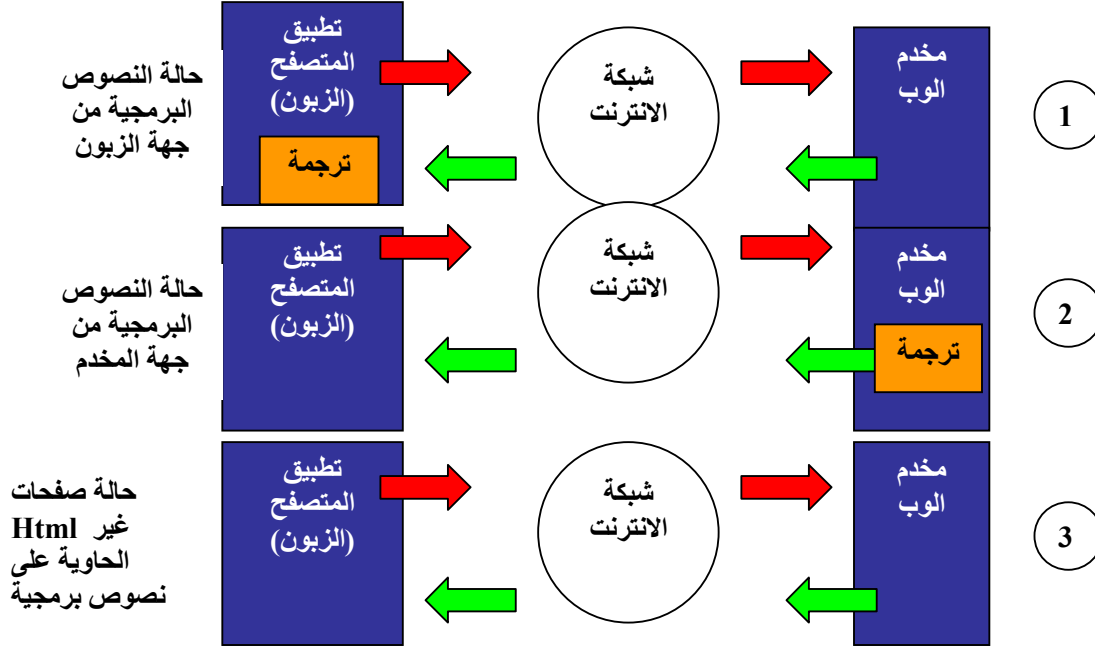 1
مخدم
الوب
شبكة
الانترنت
تطبيق
المتصفح
(الزبون)
ترجمة
حالة النصوص
البرمجية من
جهة الزبون
2
مخدم
الوب
ترجمة
شبكة
الانترنت
تطبيق
المتصفح
(الزبون)
حالة النصوص
البرمجية من
جهة المخدم
3
مخدم
الوب
شبكة
الانترنت
تطبيق
المتصفح
(الزبون)
حالة صفحات
Html غير
الحاوية على
نصوص برمجية